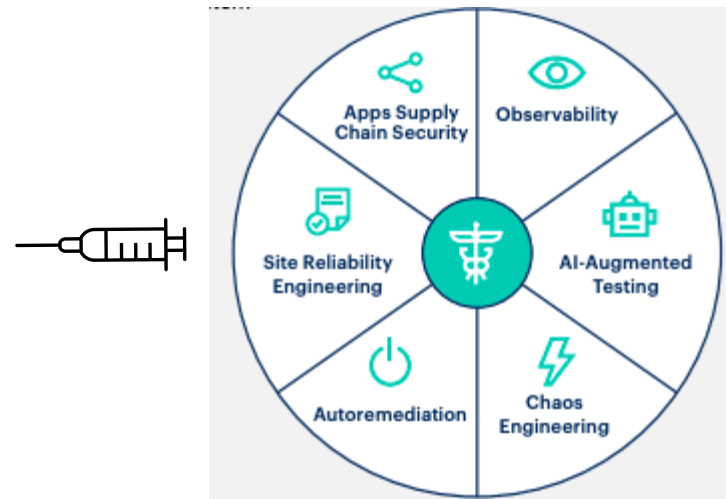 Apps Supply
Chain Security
Observability
Site Reliability
Engineering
AI-Augmented
Testing
Autoremediation
Chaos
Engineering